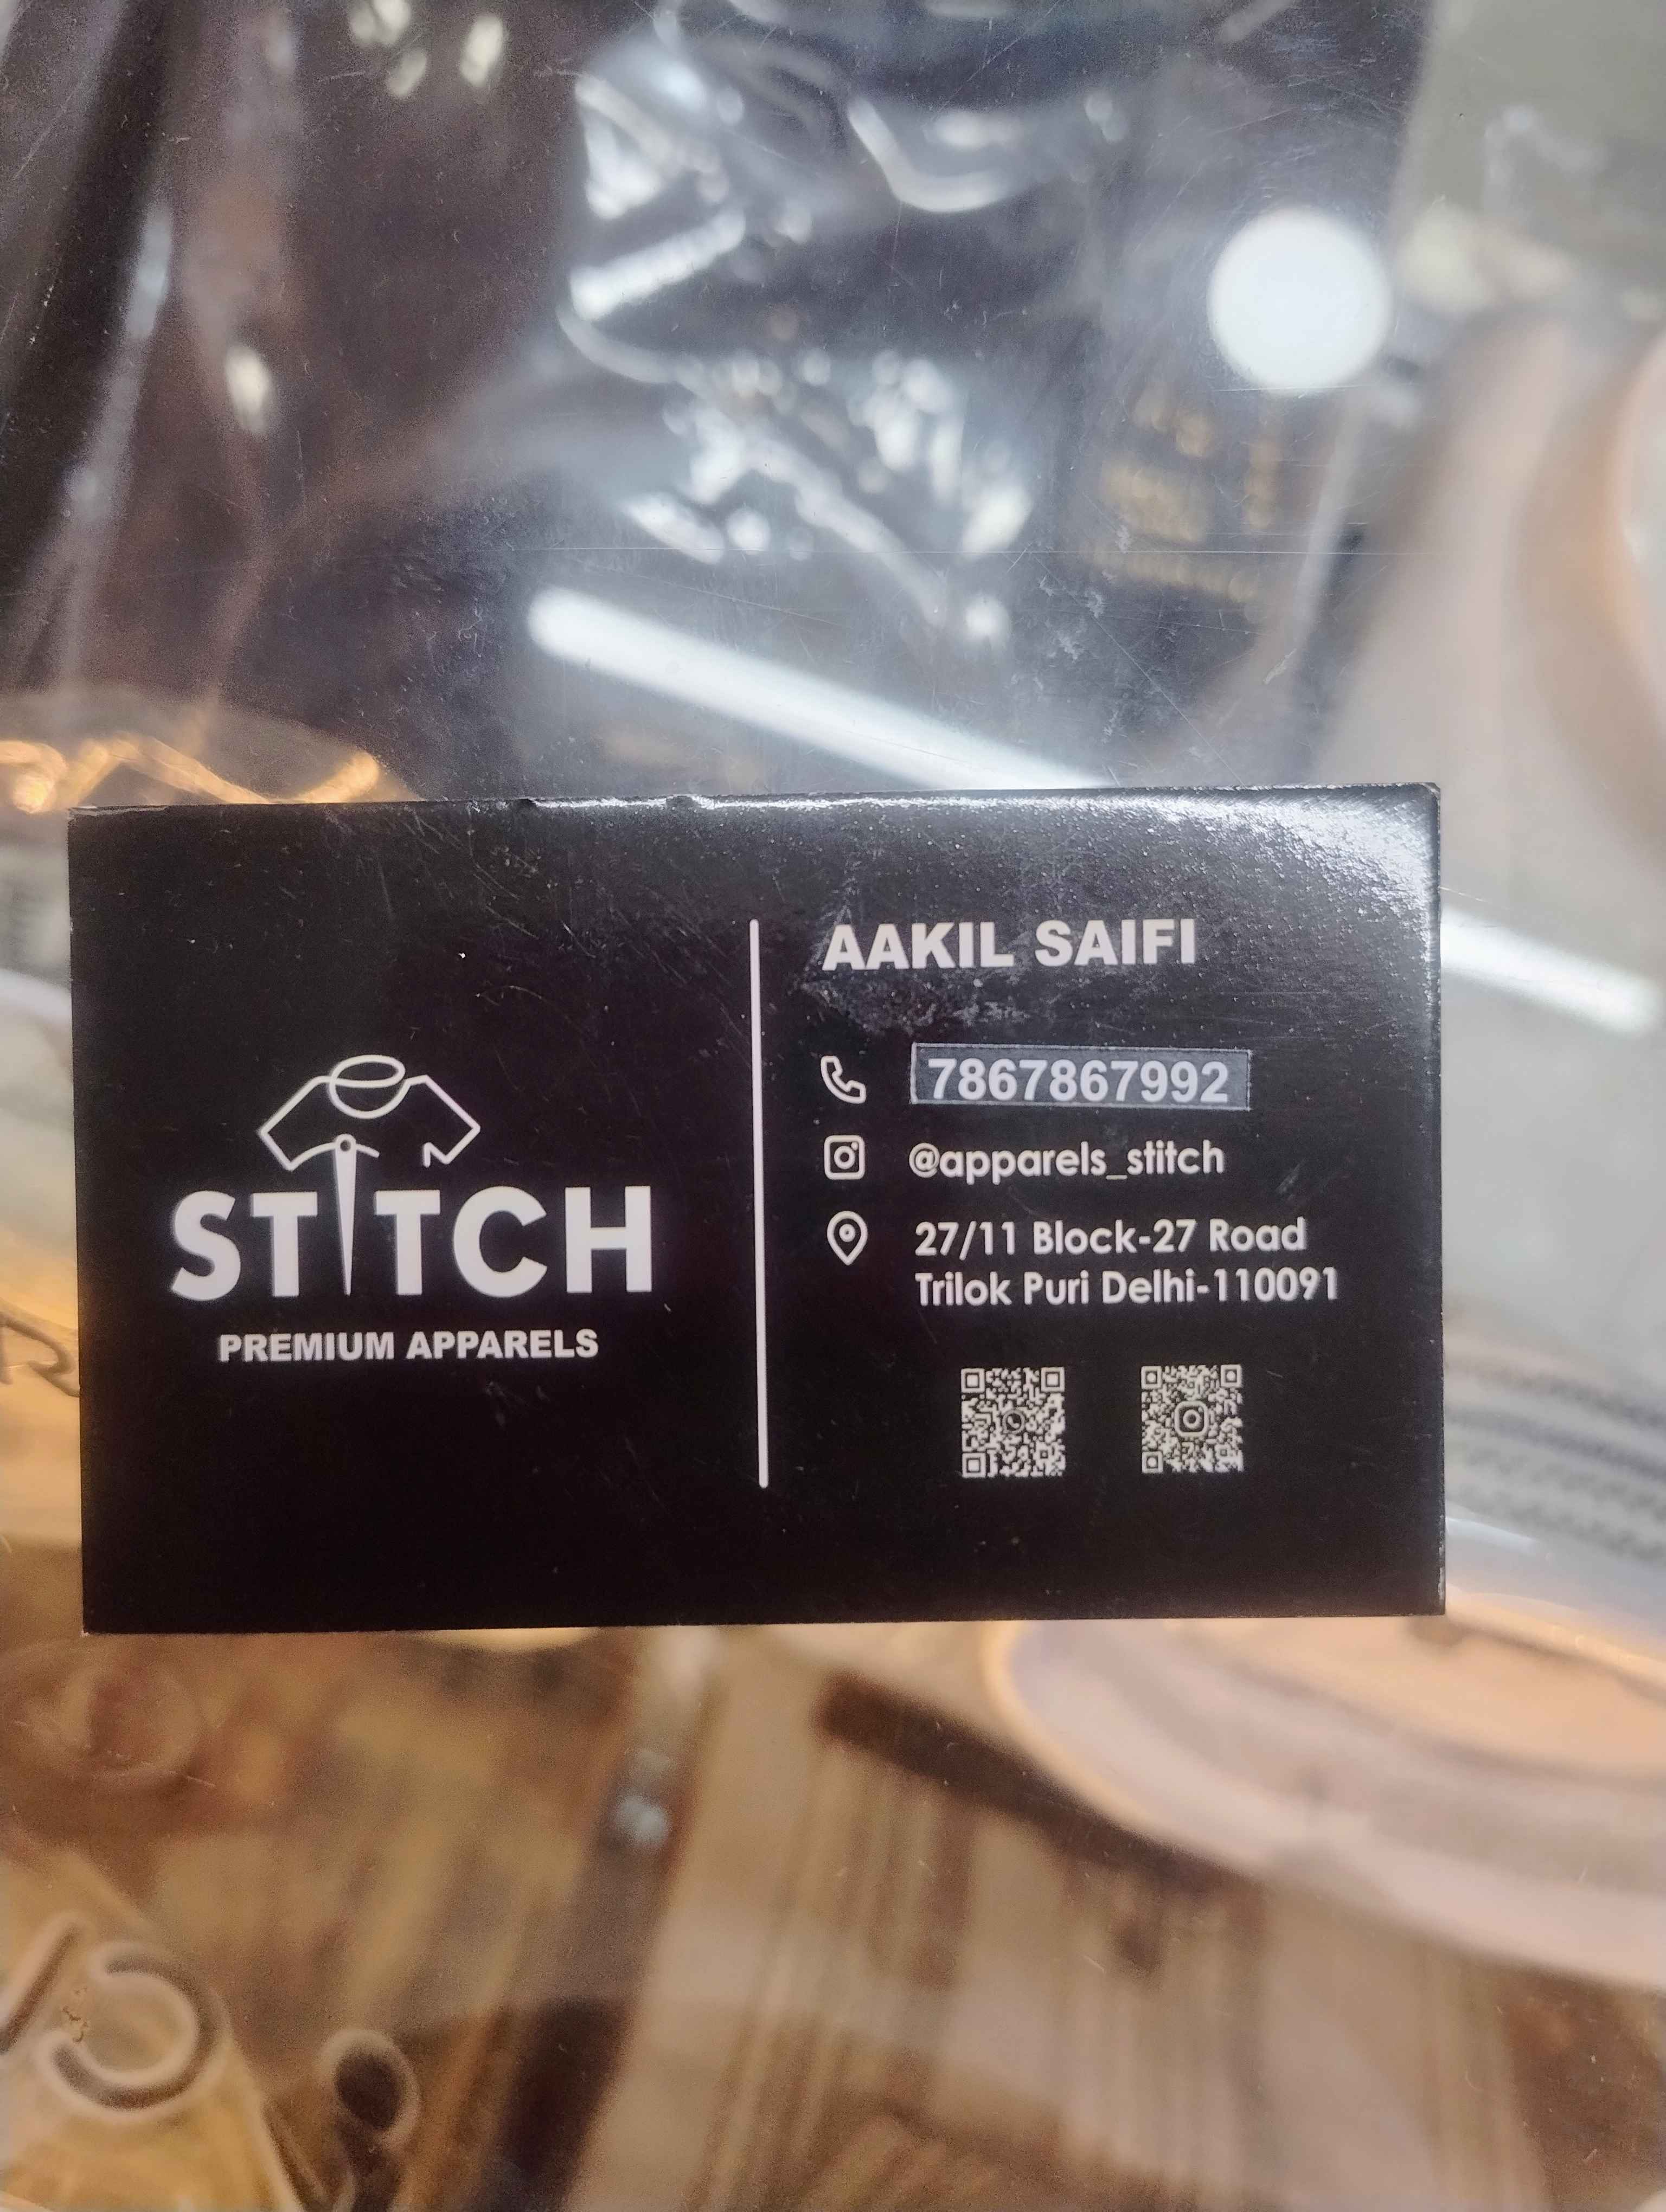 STITCH
PREMIUM APPARELS
AAKIL SAIFI
7867867992
@apparels_stitch
27/11 Block-27 Road
Trilok Puri Delhi-110091